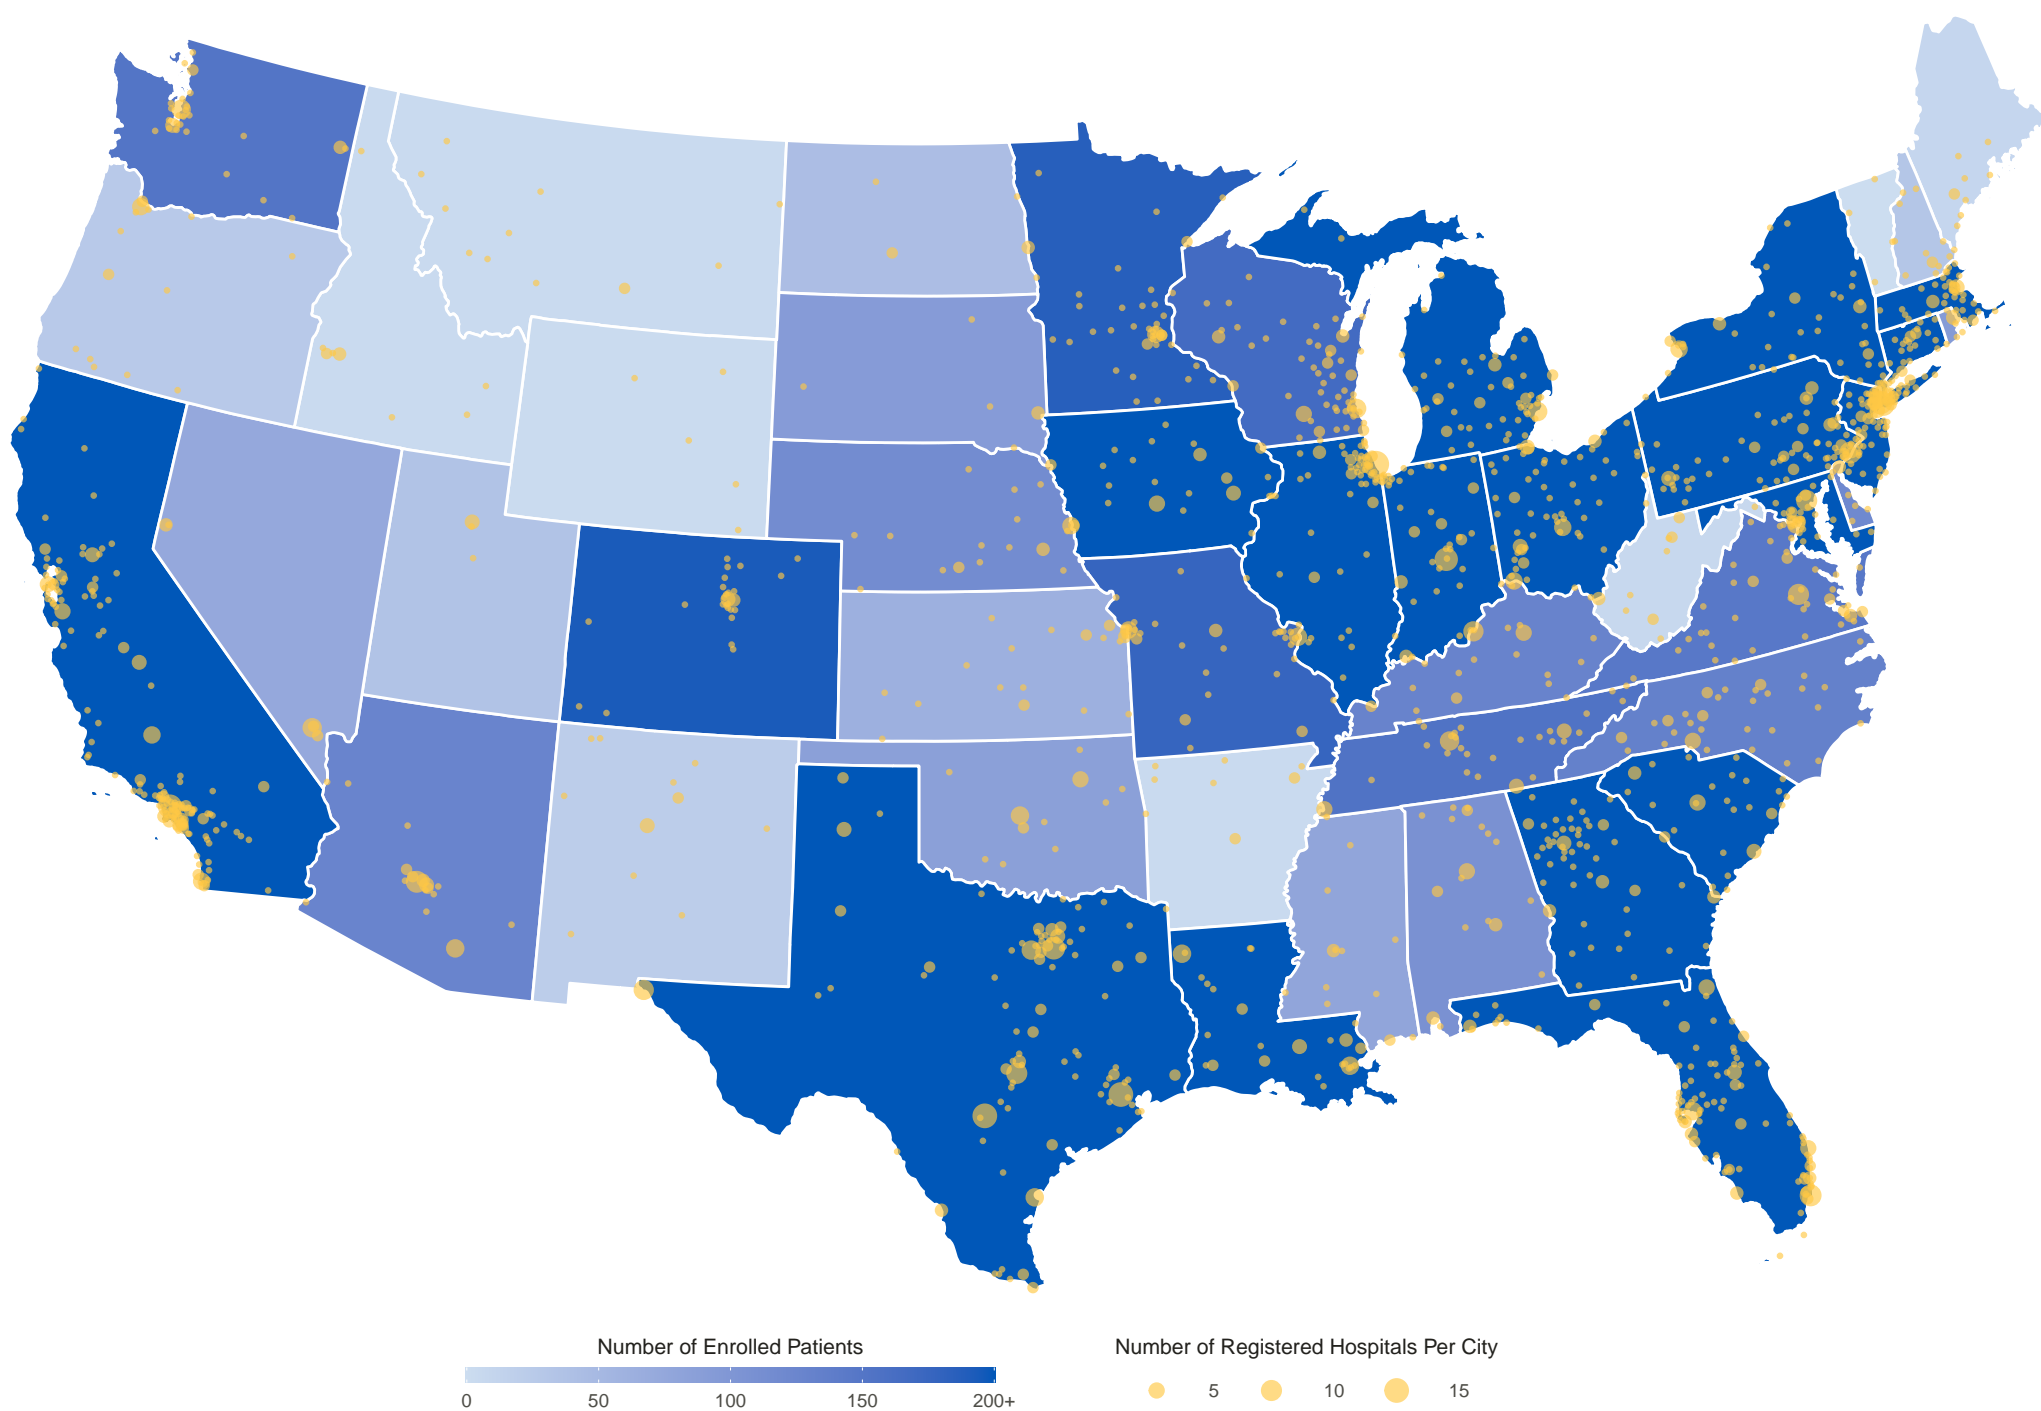 Number of Enrolled Patients
0 50 100 150 200+
Number of Registered Hospitals Per City
5 10 15